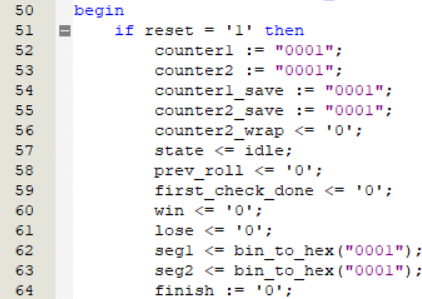 50 begin
51 if reset = '1' then
52 counter1 := "0001";
53 counter2 := "0001";
54 counter1_save := "0001";
55 counter2_save := "0001";
56 counter2_wrap <= '0';
57 state <= idle;
58 prev_roll <= '0';
59 first_check_done <= '0';
60 win <= '0';
61 lose <= '0';
62 seg1 <= bin_to_hex("0001");
63 seg2 <= bin_to_hex("0001");
64 finish := '0';